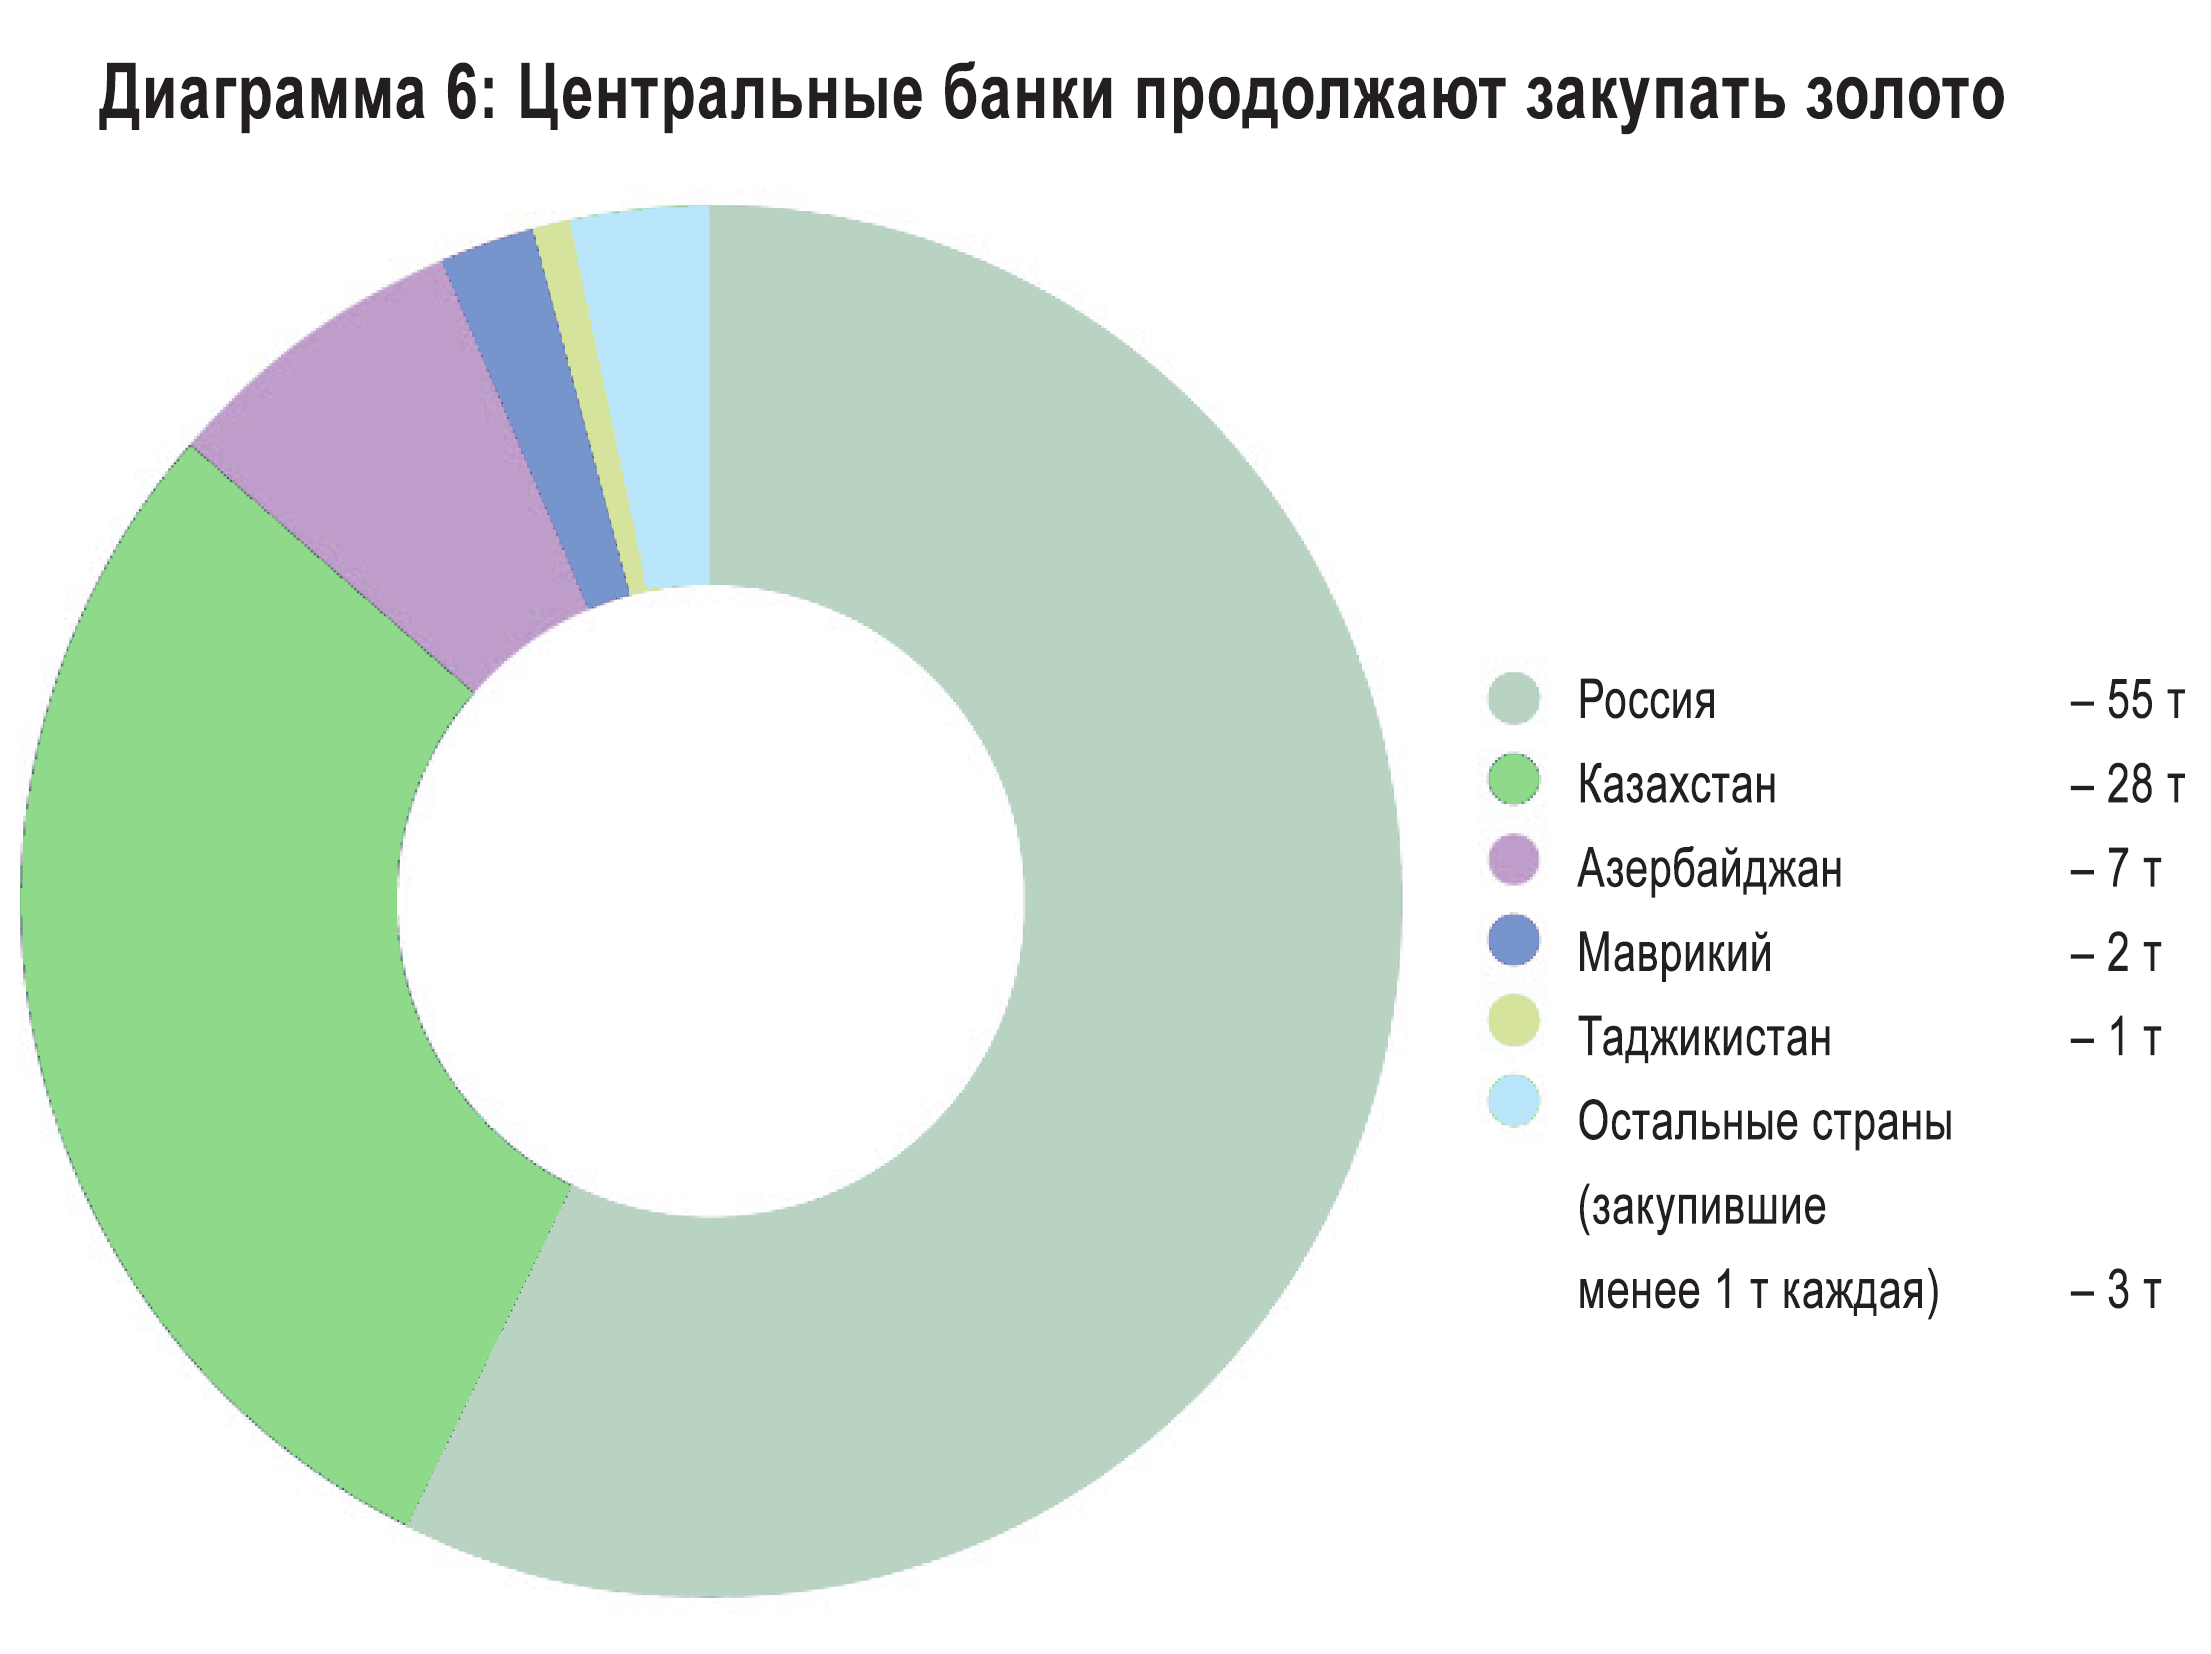 Диаграмма 6: Центральные банки продолжают закупать золото
Россия – 55 т
Казахстан – 28 т
Азербайджан – 7 т
Маврикий – 2 т
Таджикистан – 1 т
Остальные страны
(закупившие
менее 1 т каждая) – 3 т